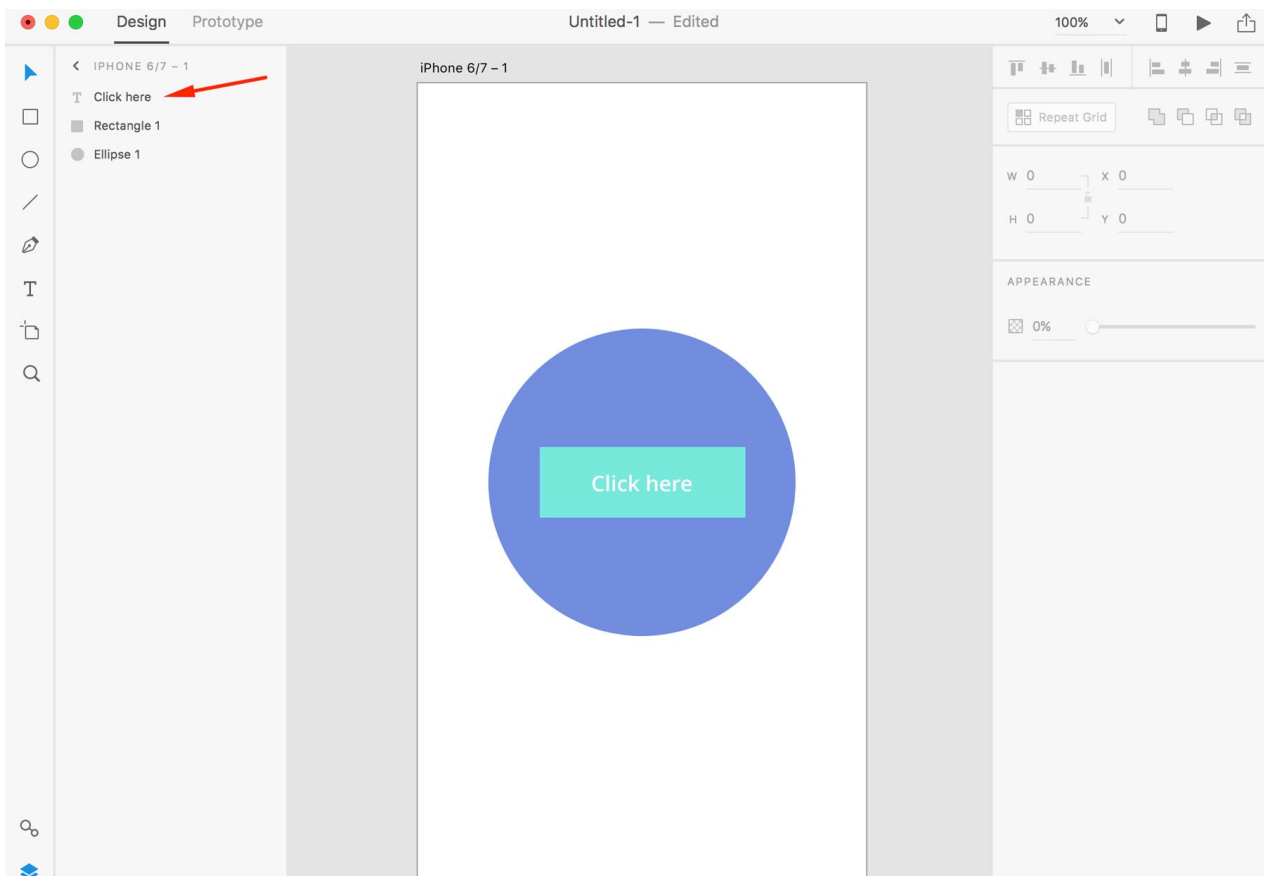 Design Prototype Untitled-1 — Edited 100%
IPHONE 6/7 – 1
T Click here
Rectangle 1
Ellipse 1
T
iPhone 6/7 – 1
Click here
Repeat Grid
W 0 X 0
H 0 Y 0
APPEARANCE
0%